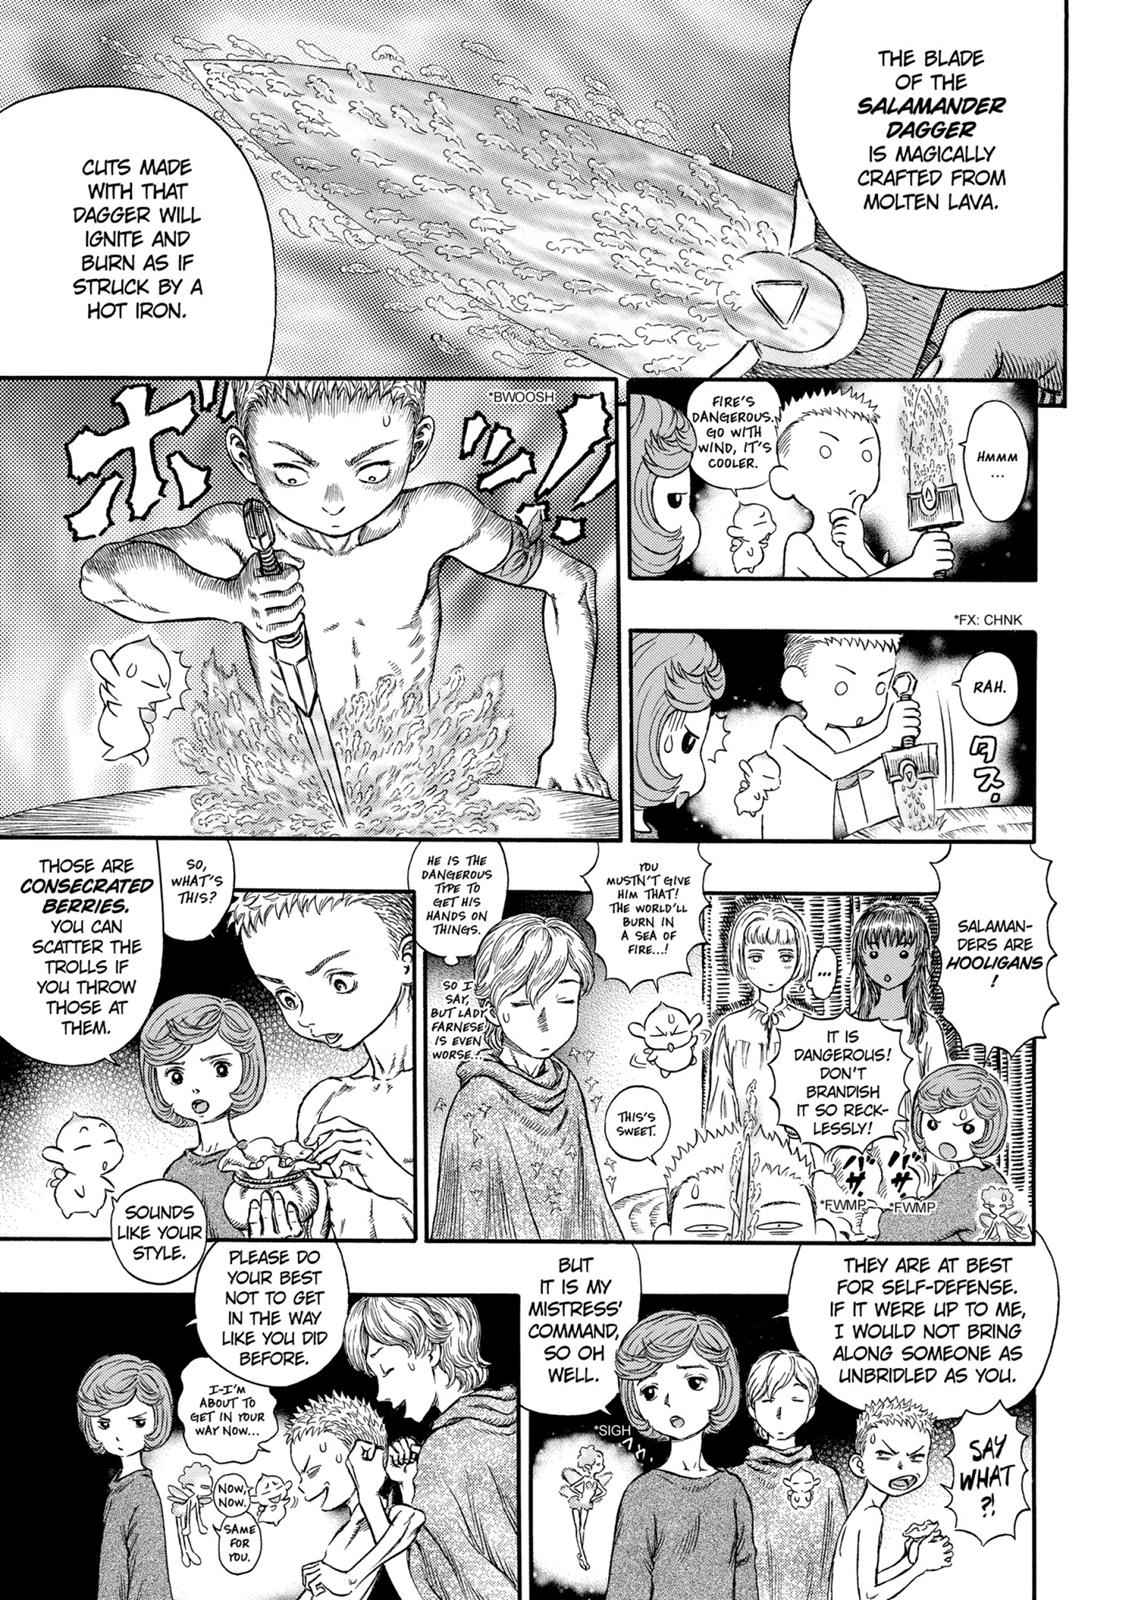 THE BLADE
OF THE
SALAMANDER
DAGGER
IS MAGICALLY
CRAFTED FROM
MOLTEN LAVA.
CUTS MADE
WITH THAT
DAGGER WILL
IGNITE AND
BURN AS IF
STRUCK BY A
HOT IRON.
HMMM
...
FIRE'S
DANGEROUS.
GO WITH
WIND, IT'S
COOLER.
*BWOOSH
ボッ!!
*FX: CHNK
RAH.
タス.
SALAMAN-
DERS ARE
HOOLIGANS
!
...
IT IS
DANGEROUS!
DON'T
BRANDISH
IT SO RECK-
LESSLY!
バサ
バサ
*FWMP
*FWMP
YOU
MUSTN'T GIVE
HIM THAT!
THE WORLD'LL
BURN IN
A SEA OF
FIRE...!
THIS'S
SWEET.
HE IS THE
DANGEROUS
TYPE TO
GET HIS
HANDS ON
THINGS.
SO I
SAY,
BUT LADY
FARNESE
IS EVEN
WORSE...
SO,
WHAT'S
THIS?
THOSE ARE
CONSECRATED
BERRIES.
YOU CAN
SCATTER THE
TROLLS IF
YOU THROW
THOSE AT
THEM.
SOUNDS
LIKE YOUR
STYLE.
THEY ARE AT BEST
FOR SELF-DEFENSE.
IF IT WERE UP TO ME,
I WOULD NOT BRING
ALONG SOMEONE AS
UNBRIDLED AS YOU.
SAY
WHAT
?!
BUT
IT IS MY
MISTRESS'
COMMAND,
SO OH
WELL.
*SIGH
PLEASE DO
YOUR BEST
NOT TO GET
IN THE WAY
LIKE YOU DID
BEFORE.
I-I'M
ABOUT TO
GET IN YOUR
WAY NOW...
NOW,
NOW.
SAME
FOR
YOU.